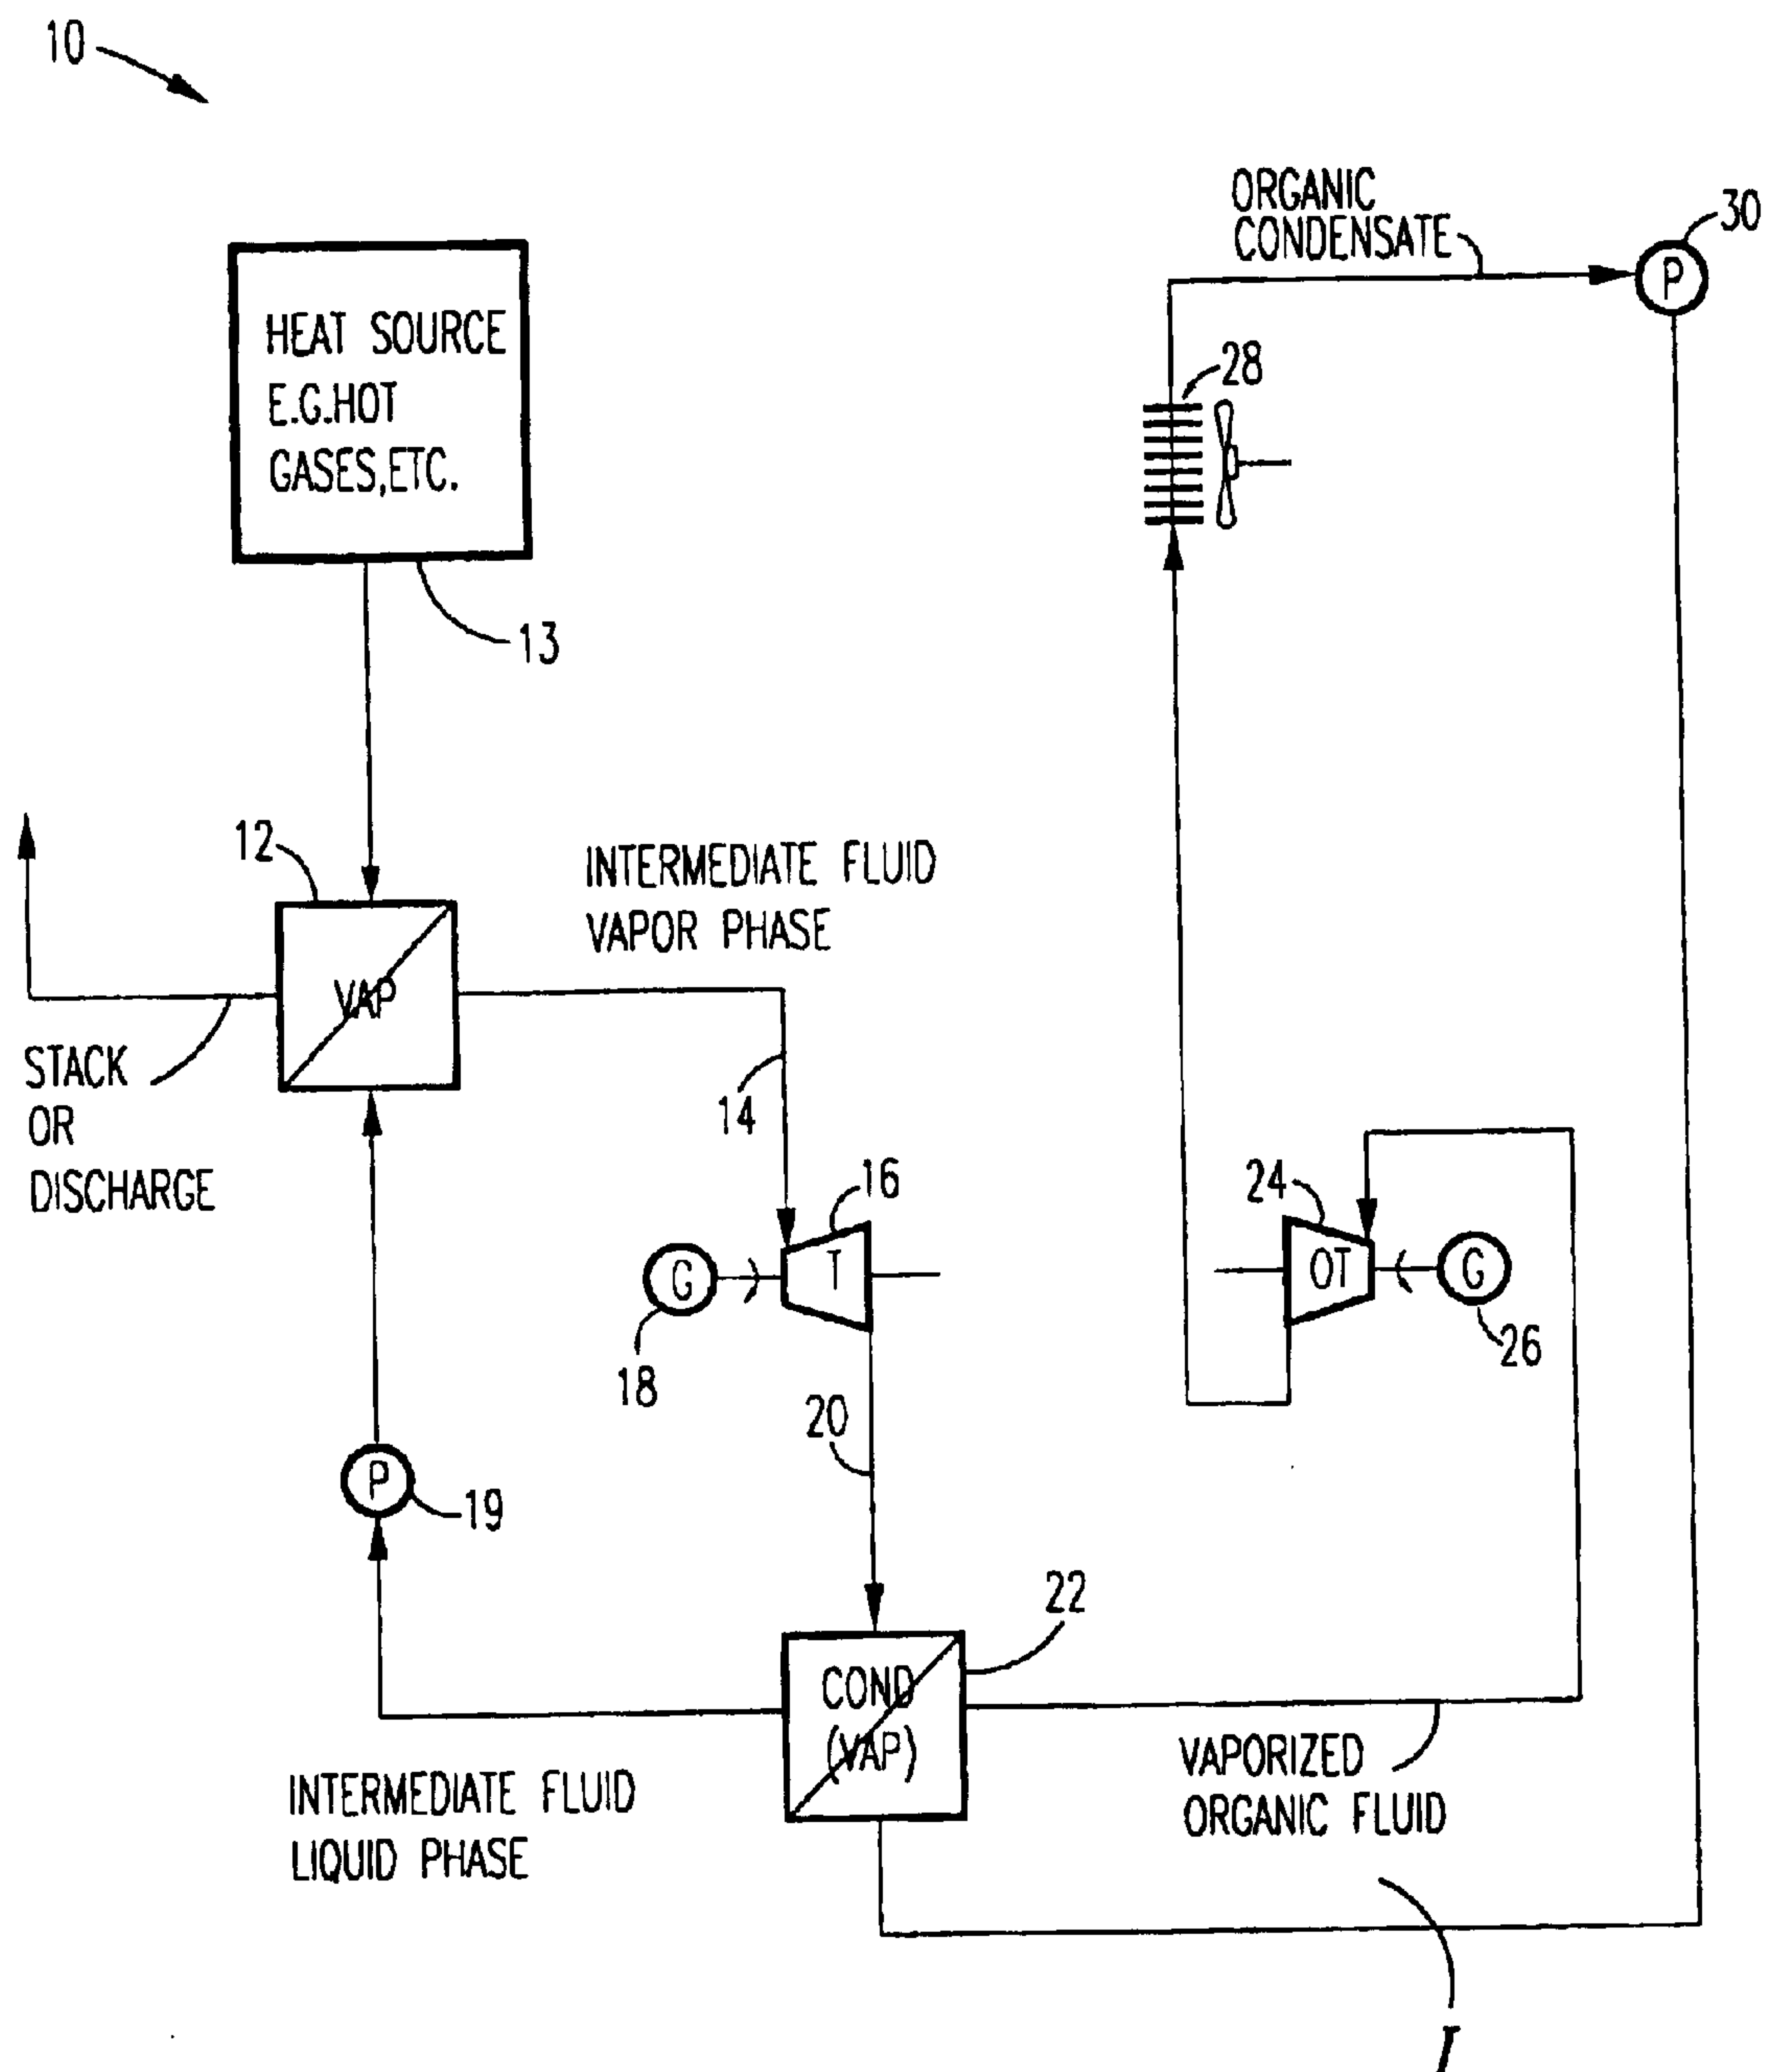 10
ORGANIC
CONDENSATE
30
P
HEAT SOURCE
E.G.HOT
GASES,ETC.
28
13
12
INTERMEDIATE FLUID
VAPOR PHASE
VAP
STACK
OR
DISCHARGE
14
16
24
G
T
OT
G
18
26
20
P
19
22
COND
(VAP)
VAPORIZED
ORGANIC FLUID
INTERMEDIATE FLUID
LIQUID PHASE